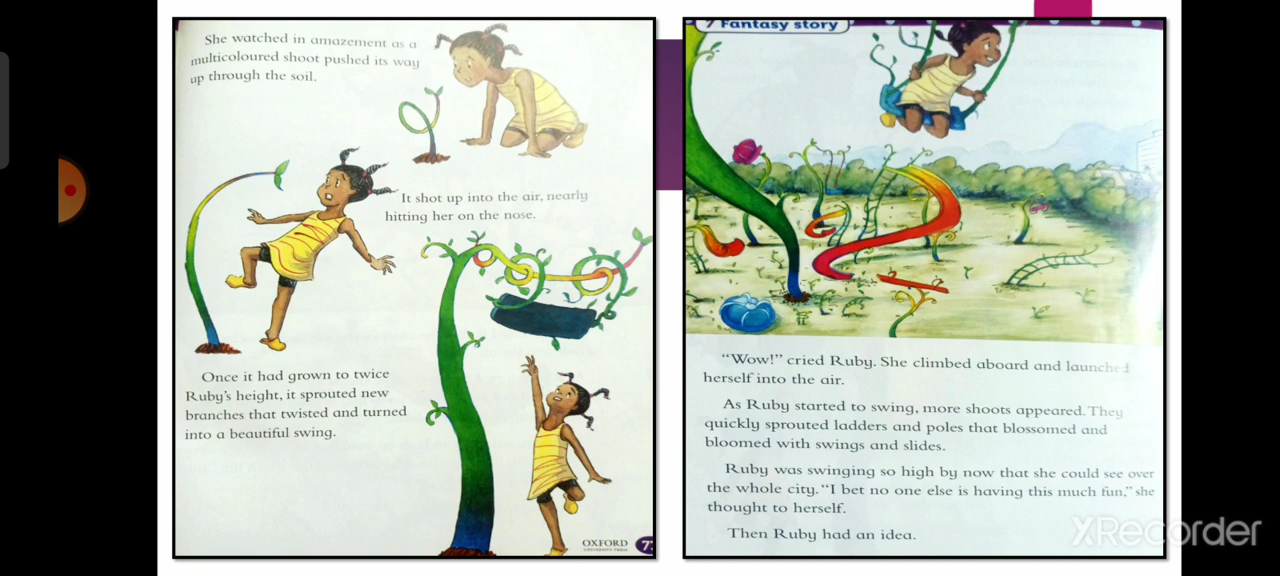 She watched in amazement as a
multicoloured shoot pushed its way
up through the soil.
It shot up into the air, nearly
hitting her on the nose.
Once it had grown to twice
Ruby's height, it sprouted new
branches that twisted and turned
into a beautiful swing.
OXFORD
UNIVERSITY PRESS
7 Fantasy story
"Wow!" cried Ruby. She climbed aboard and launched
herself into the air.
As Ruby started to swing, more shoots appeared. They
quickly sprouted ladders and poles that blossomed and
bloomed with swings and slides.
Ruby was swinging so high by now that she could see over
the whole city. "I bet no one else is having this much fun," she
thought to herself.
Then Ruby had an idea.
XRecorder